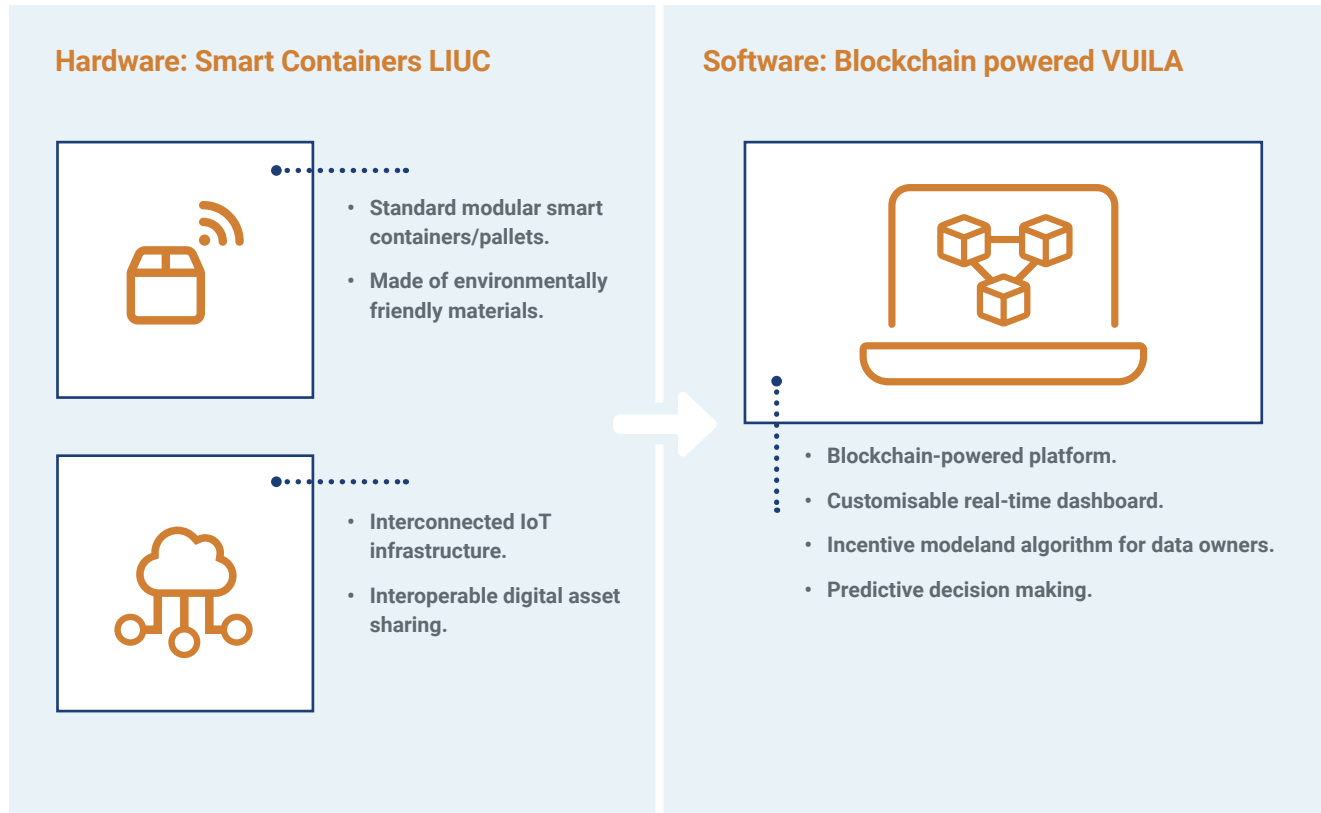 Hardware: Smart Containers LIUC
• Standard modular smart
containers/pallets.
• Made of environmentally
friendly materials.
• Interconnected IoT
infrastructure.
• Interoperable digital asset
sharing.
Software: Blockchain powered VUILA
• Blockchain-powered platform.
• Customisable real-time dashboard.
• Incentive modeland algorithm for data owners.
• Predictive decision making.